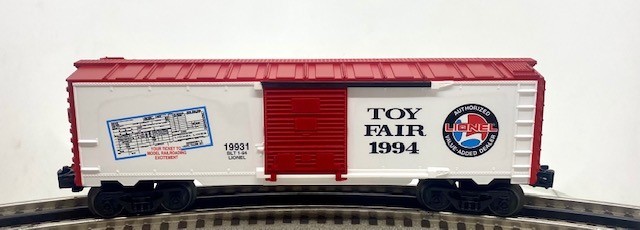 YOUR TICKET TO
MODEL RAILROADING
EXCITEMENT
19931
BLT 1-94
LIONEL
TOY
FAIR
1994
AUTHORIZED
LIONEL
VALUE-ADDED DEALER